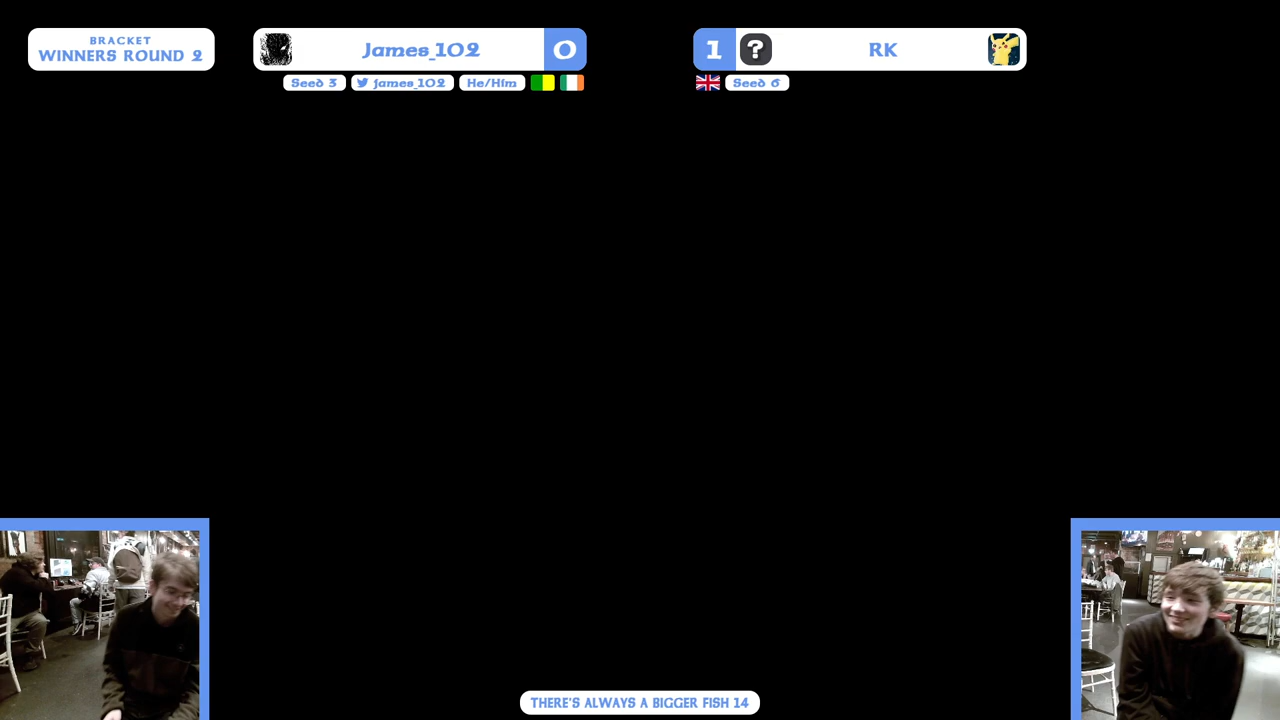 BRACKET
WINNERS ROUND 2
James_102
0
Seed 3
james_102
He/Him
1
?
RK
Seed 6
THERE'S ALWAYS A BIGGER FISH 14